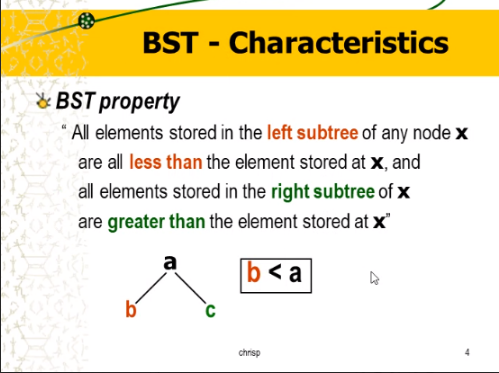 BST - Characteristics
BST property
“ All elements stored in the left subtree of any node x
are all less than the element stored at x, and
all elements stored in the right subtree of x
are greater than the element stored at x”
a
b < a
b
c
chrisp
4